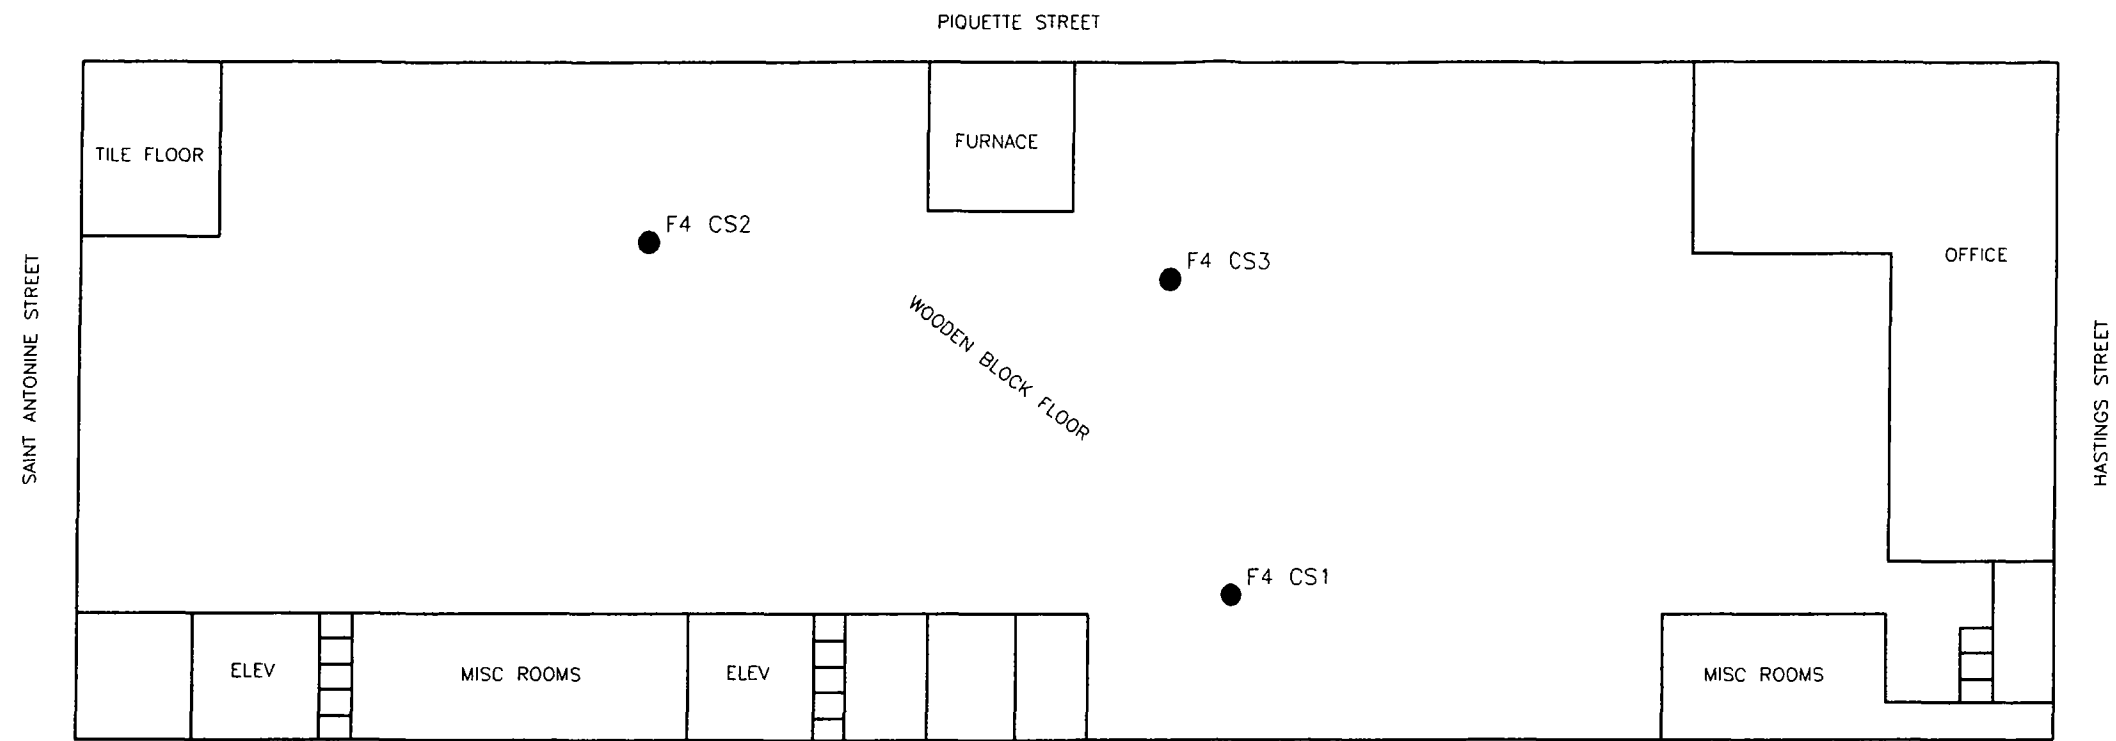 PIQUETTE STREET
TILE FLOOR
FURNACE
F4 CS2
F4 CS3
OFFICE
SAINT ANTONINE STREET
WOODEN BLOCK FLOOR
HASTINGS STREET
F4 CS1
ELEV
MISC ROOMS
ELEV
MISC ROOMS